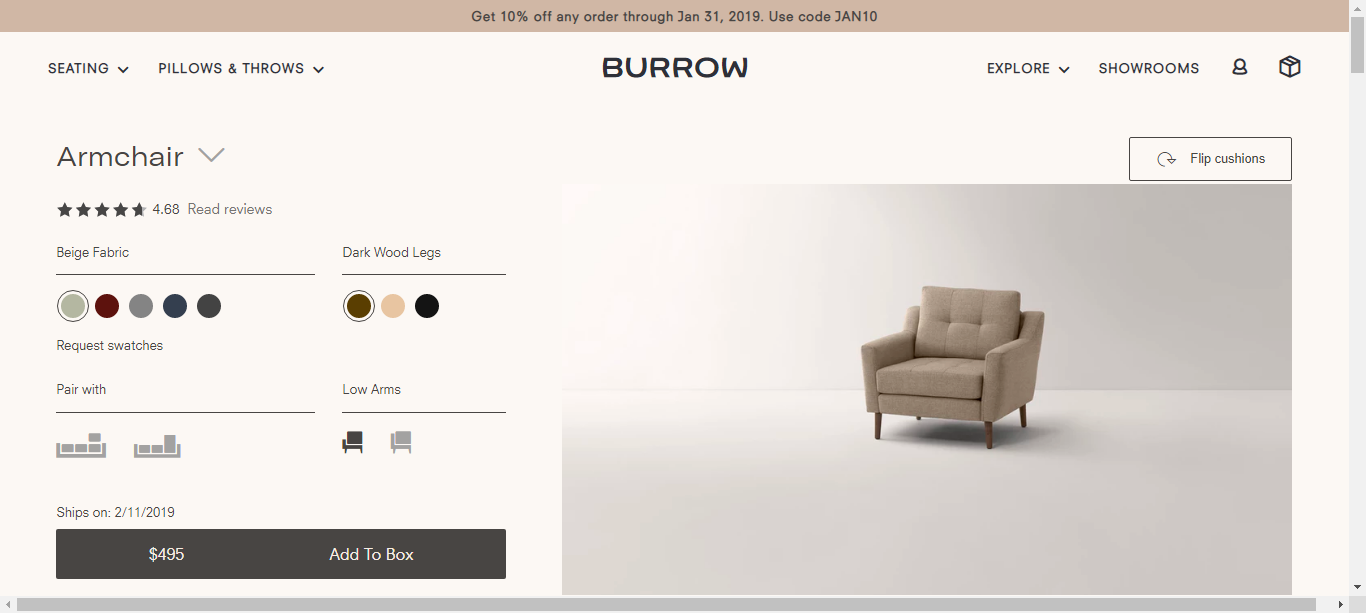 Get 10% off any order through Jan 31, 2019. Use code JAN10
SEATING
PILLOWS & THROWS
BURROW
EXPLORE
SHOWROOMS
Armchair
Flip cushions
4.68 Read reviews
Beige Fabric
Dark Wood Legs
Request swatches
Pair with
Low Arms
Ships on: 2/11/2019
$495
Add To Box